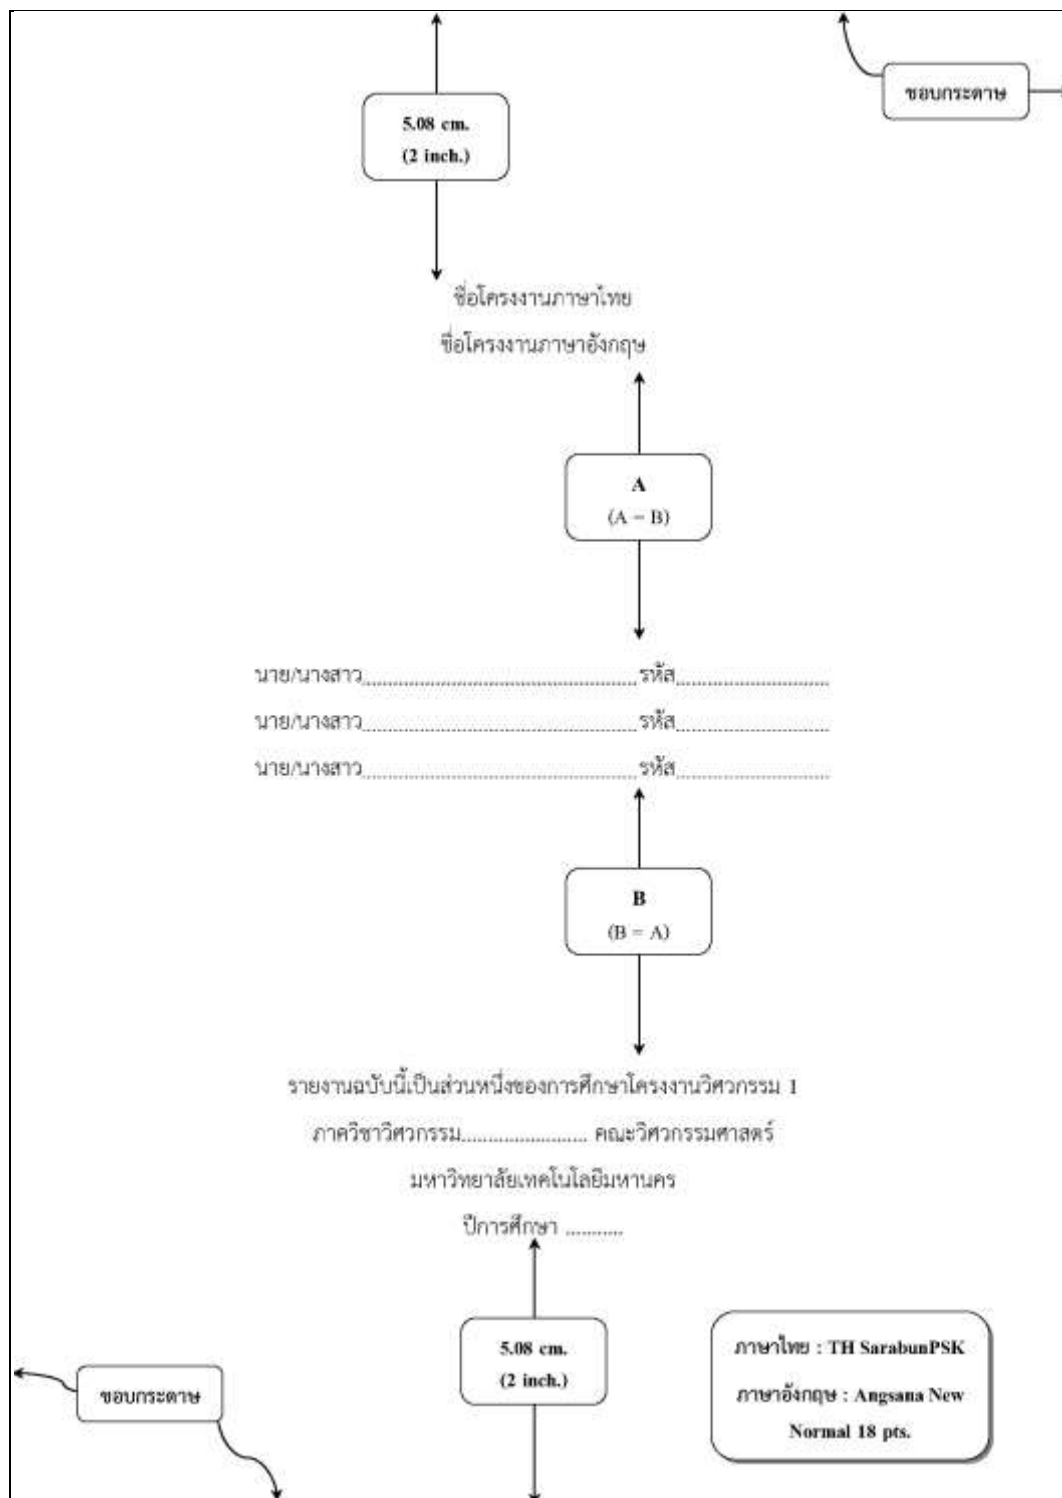 ขอบกระดาษ
5.08 cm.
(2 inch.)
ชื่อโครงงานภาษาไทย
ชื่อโครงงานภาษาอังกฤษ
A
(A = B)
นาย/นางสาว.......................................................รหัส..............................
นาย/นางสาว.......................................................รหัส..............................
นาย/นางสาว.......................................................รหัส..............................
B
(B = A)
รายงานฉบับนี้เป็นส่วนหนึ่งของการศึกษาโครงงานวิศวกรรม 1
ภาควิชาวิศวกรรม........................ คณะวิศวกรรมศาสตร์
มหาวิทยาลัยเทคโนโลยีมหานคร
ปีการศึกษา ...........
5.08 cm.
(2 inch.)
ภาษาไทย : TH SarabunPSK
ภาษาอังกฤษ : Angsana New
Normal 18 pts.
ขอบกระดาษ